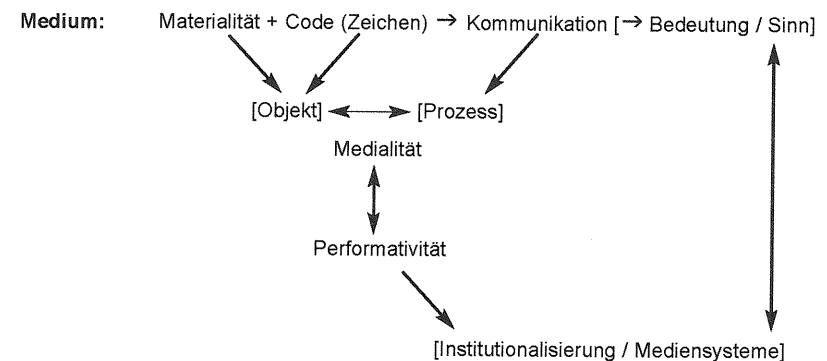 Medium: Materialität + Code (Zeichen) → Kommunikation [→ Bedeutung / Sinn]
[Objekt] [Prozess]
Medialität
Performativität
[Institutionalisierung / Mediensysteme]